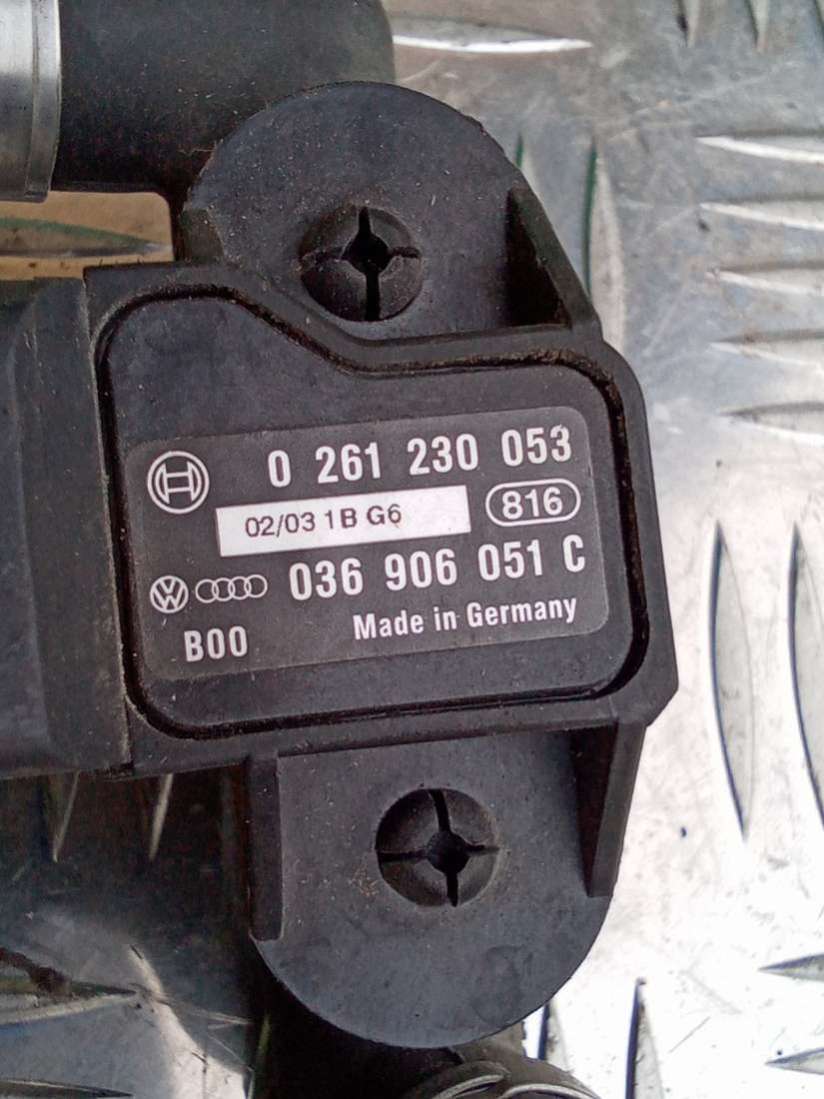 0 261 230 053
02/03 1B G6 816
036 906 051 C
B00 Made in Germany